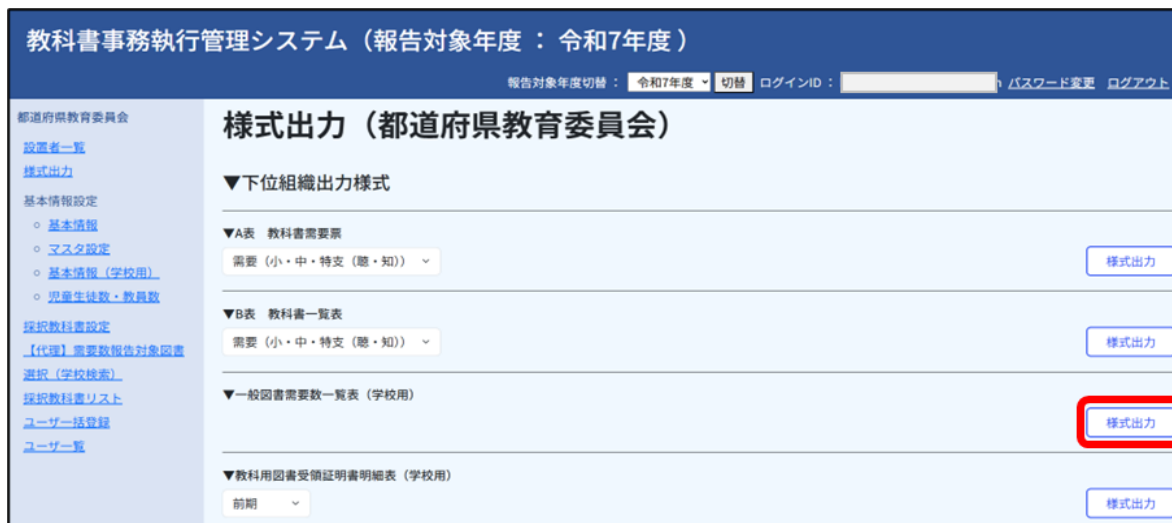 教科書事務執行管理システム（報告対象年度 ： 令和7年度 ）
報告対象年度切替 ： 令和7年度 切替 ログインID ： パスワード変更 ログアウト
都道府県教育委員会
設置者一覧
様式出力
基本情報設定
基本情報
マスタ設定
基本情報（学校用）
児童生徒数・教員数
採択教科書設定
【代理】需要数報告対象図書
選択（学校検索）
採択教科書リスト
ユーザ一括登録
ユーザ一覧
様式出力（都道府県教育委員会）
▼下位組織出力様式
▼A表 教科書需要票
需要（小・中・特支（聴・知）） 様式出力
▼B表 教科書一覧表
需要（小・中・特支（聴・知）） 様式出力
▼一般図書需要数一覧表（学校用）
様式出力
▼教科用図書受領証明書明細表（学校用）
前期 様式出力